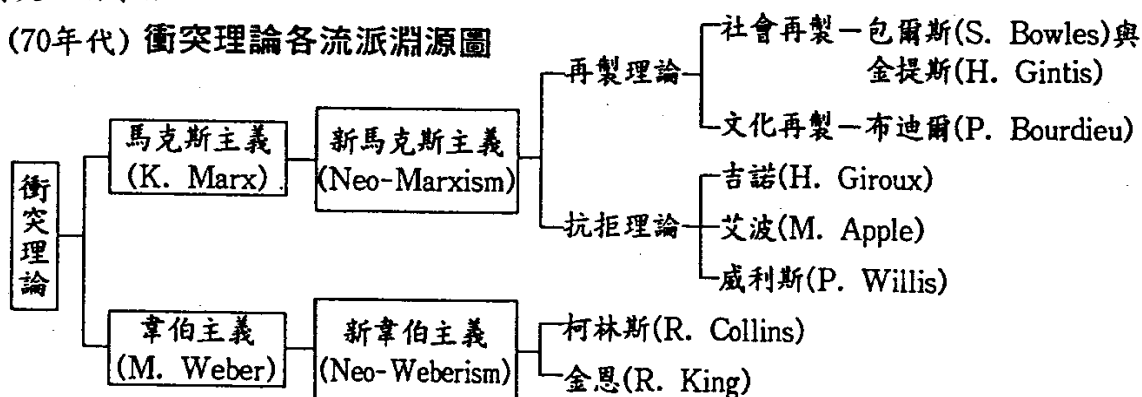 (70年代) 衝突理論各流派淵源圖
社會再製－包爾斯(S. Bowles)與
金提斯(H. Gintis)
再製理論
文化再製－布迪爾(P. Bourdieu)
馬克斯主義
(K. Marx)
新馬克斯主義
(Neo-Marxism)
吉諾(H. Giroux)
抗拒理論
艾波(M. Apple)
威利斯(P. Willis)
衝突理論
韋伯主義
(M. Weber)
新韋伯主義
(Neo-Weberism)
柯林斯(R. Collins)
金恩(R. King)